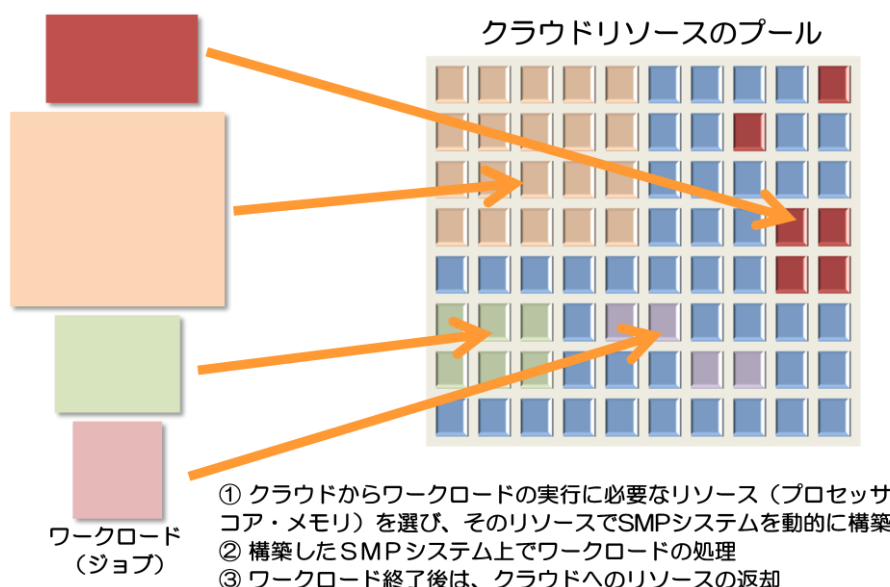 クラウドリソースのプール
ワークロード
（ジョブ）
① クラウドからワークロードの実行に必要なリソース（プロセッサ
コア・メモリ）を選び、そのリソースでSMPシステムを動的に構築
② 構築したＳＭＰシステム上でワークロードの処理
③ ワークロード終了後は、クラウドへのリソースの返却